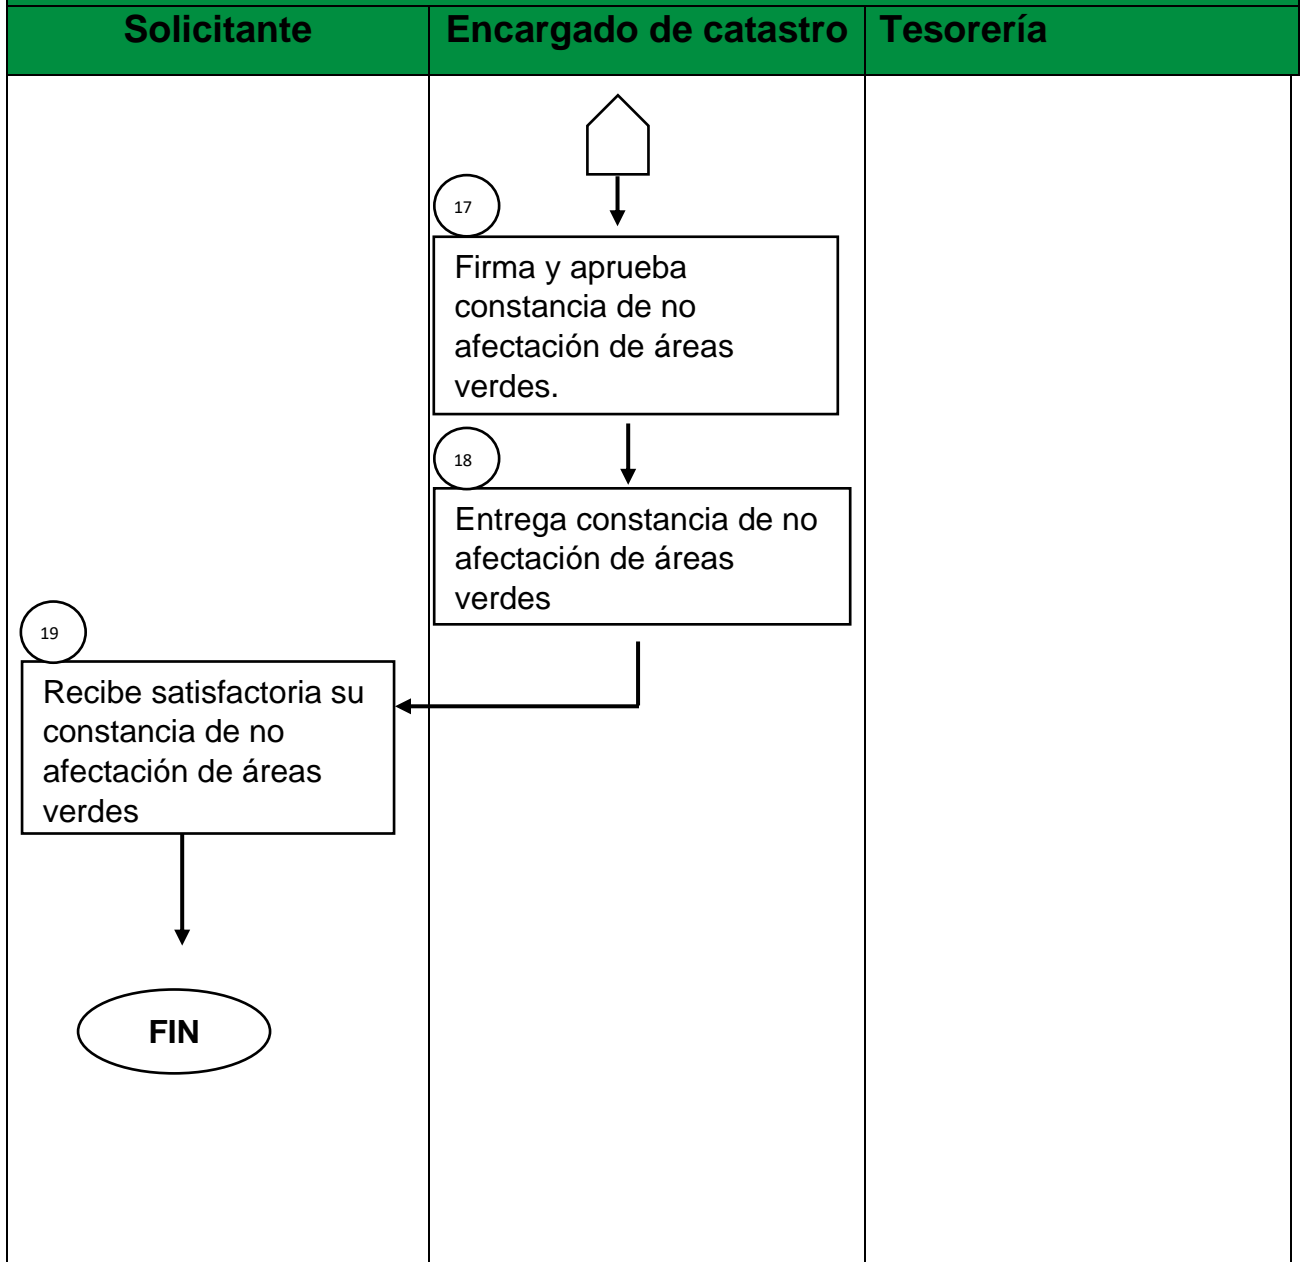 Solicitante
Encargado de catastro
Tesorería
17
Firma y aprueba
constancia de no
afectación de áreas
verdes.
18
Entrega constancia de no
afectación de áreas
verdes
19
Recibe satisfactoria su
constancia de no
afectación de áreas
verdes
FIN